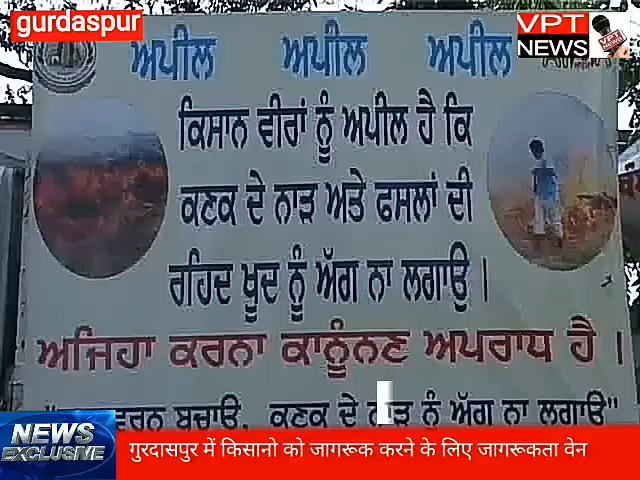 gurdaspur
VPT
NEWS
ਅਪੀਲ ਅਪੀਲ ਅਪੀਲ
ਕਿਸਾਨ ਵੀਰਾਂ ਨੂੰ ਅਪੀਲ ਹੈ ਕਿ
ਕਣਕ ਦੇ ਨਾੜ ਅਤੇ ਫਸਲਾਂ ਦੀ
ਰਹਿਦ ਖੂਦ ਨੂੰ ਅੱਗ ਨਾ ਲਗਾਉ ।
ਅਜਿਹਾ ਕਰਨਾ ਕਾਨੂੰਨਣ ਅਪਰਾਧ ਹੈ ।
ਬਚਾਓ, ਕਣਕ ਦੇ ਨਾੜ ਨੂੰ ਅੱਗ ਨਾ ਲਗਾਉ"
NEWS
EXCLUSIVE
गुरदासपुर में किसानो को जागरूक करने के लिए जागरूकता वेन